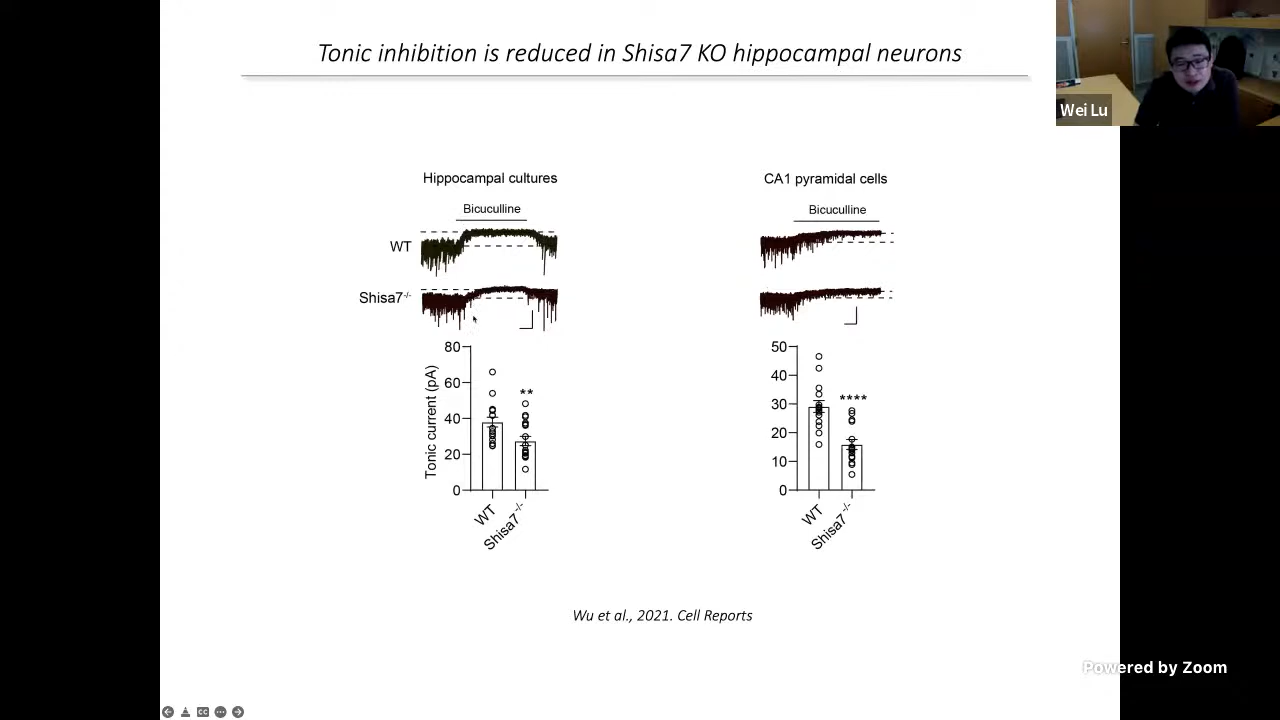 Tonic inhibition is reduced in Shisa7 KO hippocampal neurons
Wei Lu
Hippocampal cultures
Bicuculline
WT
Shisa7-/-
80
60
40
20
0
Tonic current (pA)
**
WT
Shisa7-/-
CA1 pyramidal cells
Bicuculline
50
40
30
20
10
0
****
WT
Shisa7-/-
Wu et al., 2021. Cell Reports
Powered by Zoom
CC